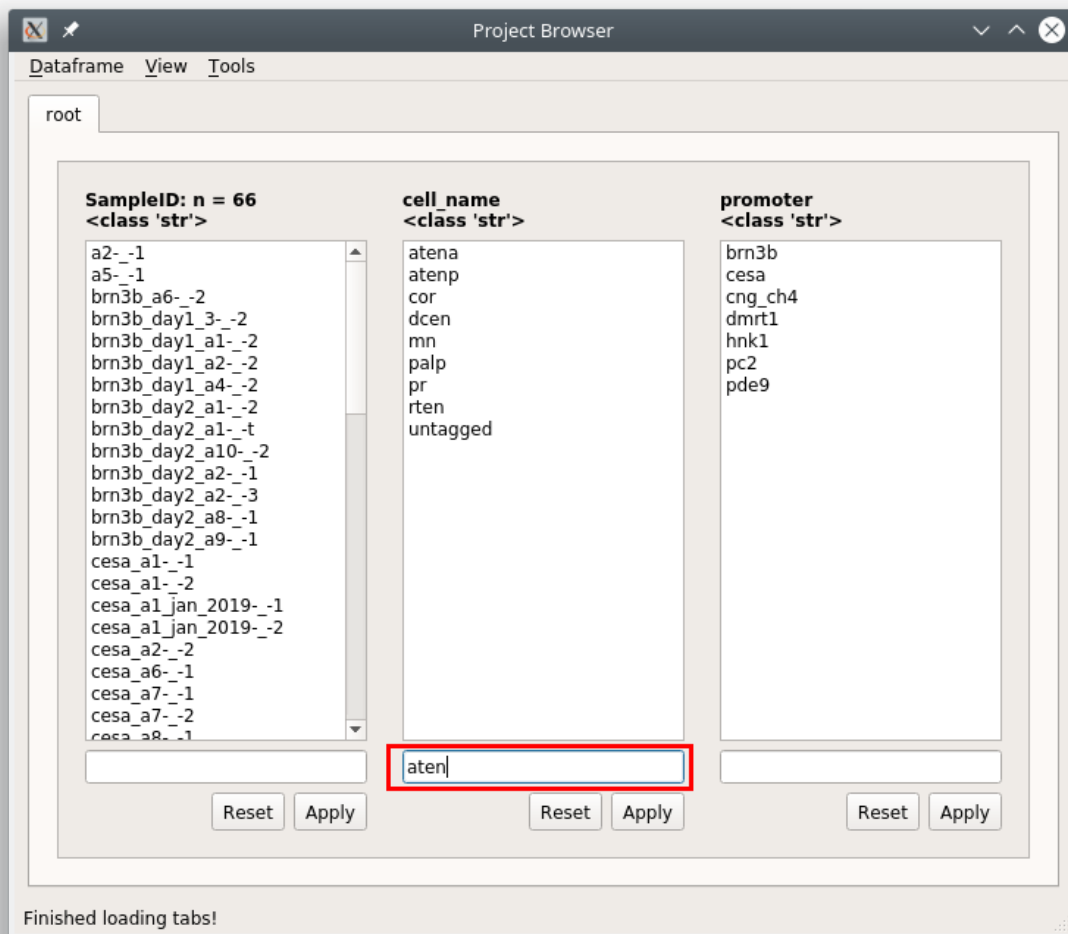 Project Browser
Dataframe View Tools
root
SampleID: n = 66
<class 'str'>
a2-_-1
a5-_-1
brn3b_a6-_-2
brn3b_day1_3-_-2
brn3b_day1_a1-_-2
brn3b_day1_a2-_-2
brn3b_day1_a4-_-2
brn3b_day2_a1-_-2
brn3b_day2_a1-_-t
brn3b_day2_a10-_-2
brn3b_day2_a2-_-1
brn3b_day2_a2-_-3
brn3b_day2_a8-_-1
brn3b_day2_a9-_-1
cesa_a1-_-1
cesa_a1-_-2
cesa_a1_jan_2019-_-1
cesa_a1_jan_2019-_-2
cesa_a2-_-2
cesa_a6-_-1
cesa_a7-_-1
cesa_a7-_-2
cesa_a8-_-1
Reset Apply
cell_name
<class 'str'>
atena
atenp
cor
dcen
mn
palp
pr
rten
untagged
aten
Reset Apply
promoter
<class 'str'>
brn3b
cesa
cng_ch4
dmrt1
hnk1
pc2
pde9
Reset Apply
Finished loading tabs!